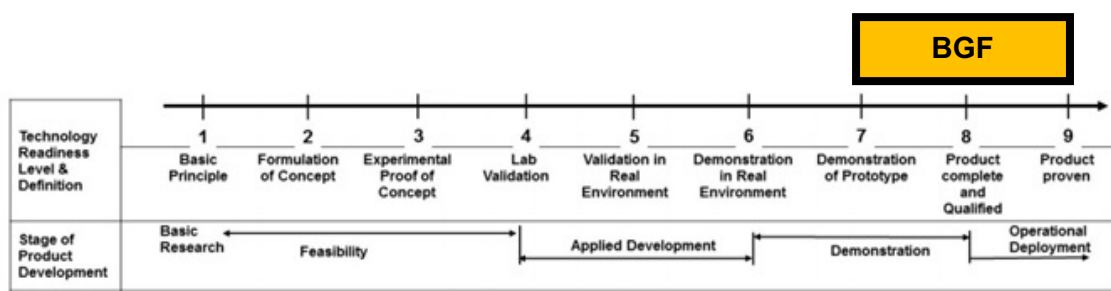 BGF
Technology
Readiness
Level &
Definition
1
Basic
Principle
2
Formulation
of Concept
3
Experimental
Proof of
Concept
4
Lab
Validation
5
Validation in
Real
Environment
6
Demonstration
in Real
Environment
7
Demonstration
of Prototype
8
Product
complete
and
Qualified
9
Product
proven
Stage of
Product
Development
Basic
Research
Feasibility
Applied Development
Demonstration
Operational
Deployment